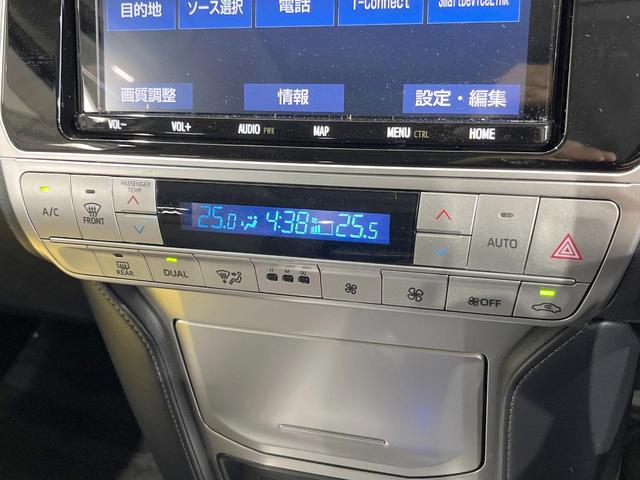 目的地 ソース選択 電話 T-Connect SmartDeviceLink
画質調整 情報 設定・編集
VOL− VOL+ AUDIO PWR MAP MENU CTRL HOME
A/C FRONT PASSENGER TEMP
25.0 4:38 25.5
AUTO
REAR DUAL H M OFF